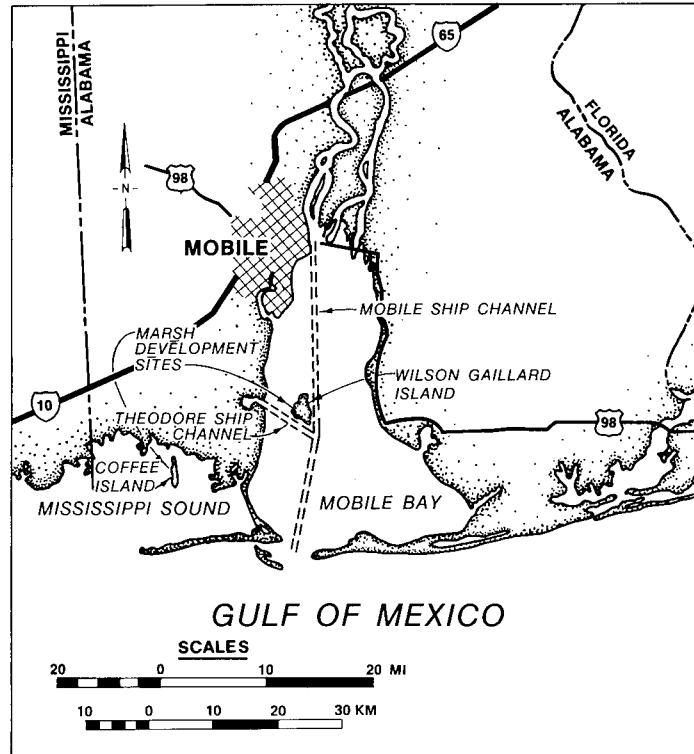 65
MISSISSIPPI
ALABAMA
FLORIDA
ALABAMA
98
N
MOBILE
MOBILE SHIP CHANNEL
MARSH
DEVELOPMENT
SITES
WILSON GAILLARD
ISLAND
10
THEODORE SHIP
CHANNEL
98
COFFEE
ISLAND
MISSISSIPPI SOUND
MOBILE BAY
GULF OF MEXICO
SCALES
20 0 10 20 MI
10 0 10 20 30 KM